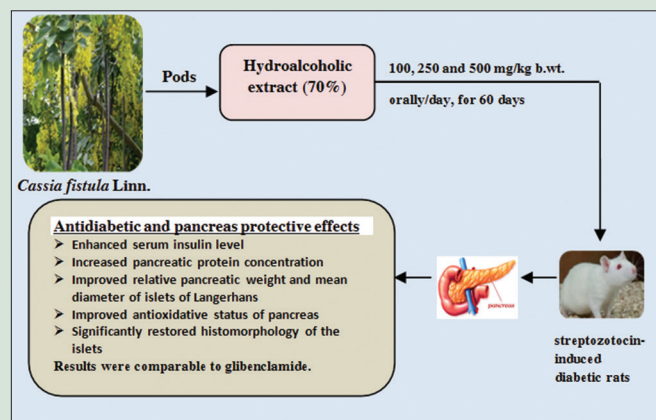 Pods
Hydroalcoholic
extract (70%)
100, 250 and 500 mg/kg b.wt.
orally/day, for 60 days
Cassia fistula Linn.
Antidiabetic and pancreas protective effects
➢ Enhanced serum insulin level
➢ Increased pancreatic protein concentration
➢ Improved relative pancreatic weight and mean
diameter of islets of Langerhans
➢ Improved antioxidative status of pancreas
➢ Significantly restored histomorphology of the
islets
Results were comparable to glibenclamide.
pancreas
streptozotocin-
induced
diabetic rats